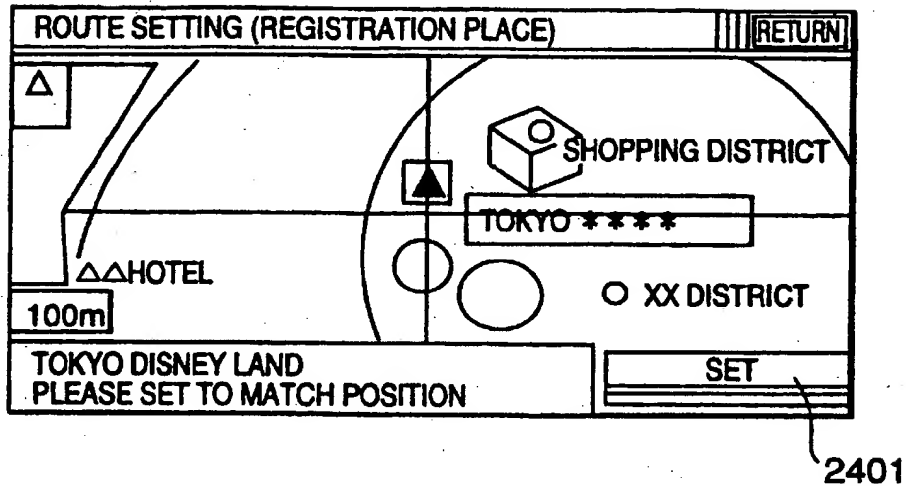 ROUTE SETTING (REGISTRATION PLACE)
RETURN
△
SHOPPING DISTRICT
TOKYO ****
△△HOTEL
○ XX DISTRICT
100m
TOKYO DISNEY LAND
PLEASE SET TO MATCH POSITION
SET
2401